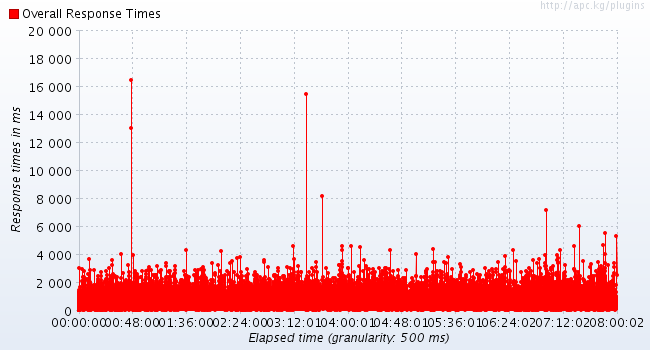 http://apc.kg/plugins
Overall Response Times
20 000
18 000
16 000
14 000
12 000
10 000
8 000
6 000
4 000
2 000
0
Response times in ms
00:00:00 00:48:00 01:36:00 02:24:00 03:12:01 04:00:01 04:48:01 05:36:01 06:24:02 07:12:02 08:00:02
Elapsed time (granularity: 500 ms)